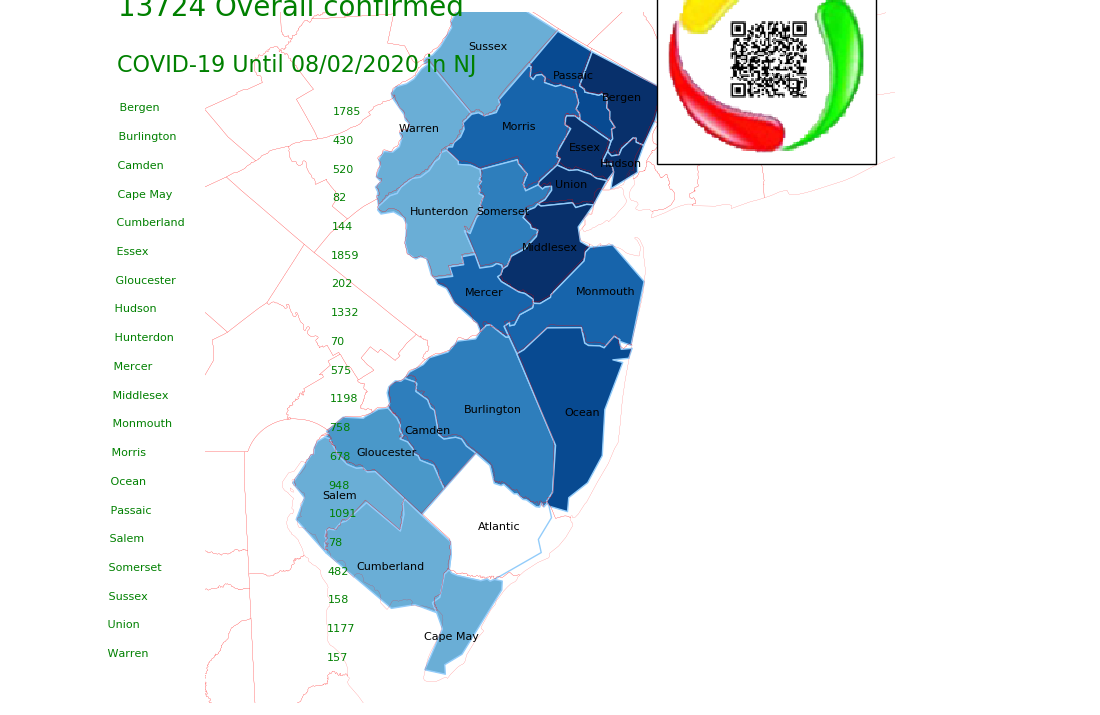 13724 Overall confirmed
COVID-19 Until 08/02/2020 in NJ
Bergen 1785
Burlington 430
Camden 520
Cape May 82
Cumberland 144
Essex 1859
Gloucester 202
Hudson 1332
Hunterdon 70
Mercer 575
Middlesex 1198
Monmouth 758
Morris 678
Ocean 948
Passaic 1091
Salem 78
Somerset 482
Sussex 158
Union 1177
Warren 157
Sussex
Passaic
Bergen
Warren
Morris
Essex
Hudson
Union
Hunterdon
Somerset
Middlesex
Mercer
Monmouth
Burlington
Ocean
Camden
Gloucester
Salem
Atlantic
Cumberland
Cape May